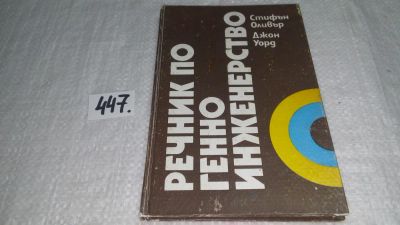 447.
Стифън
Оливър
Джон
Уорд
РЕЧНИК ПО
ГЕННО
ИНЖЕНЕРСТВО